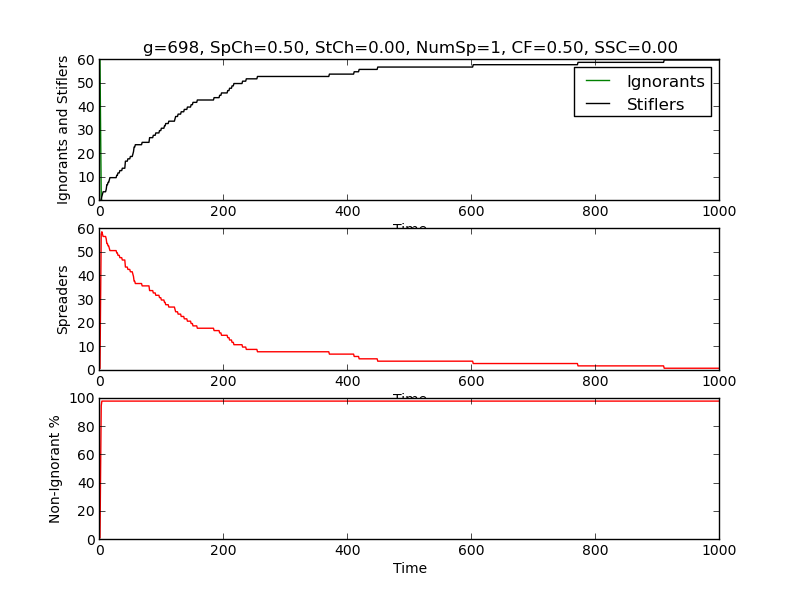 g=698, SpCh=0.50, StCh=0.00, NumSp=1, CF=0.50, SSC=0.00
Ignorants and Stiflers
60
50
40
30
20
10
0
Ignorants
Stiflers
0 200 400 600 800 1000
Time
Spreaders
60
50
40
30
20
10
0
0 200 400 600 800 1000
Time
Non-Ignorant %
100
80
60
40
20
0
0 200 400 600 800 1000
Time